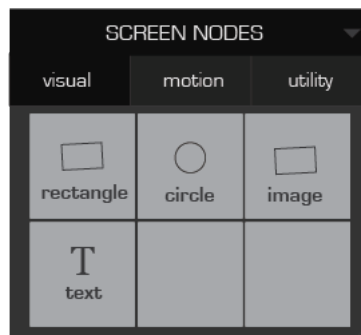 SCREEN NODES
visual motion utility
rectangle circle image
T
text